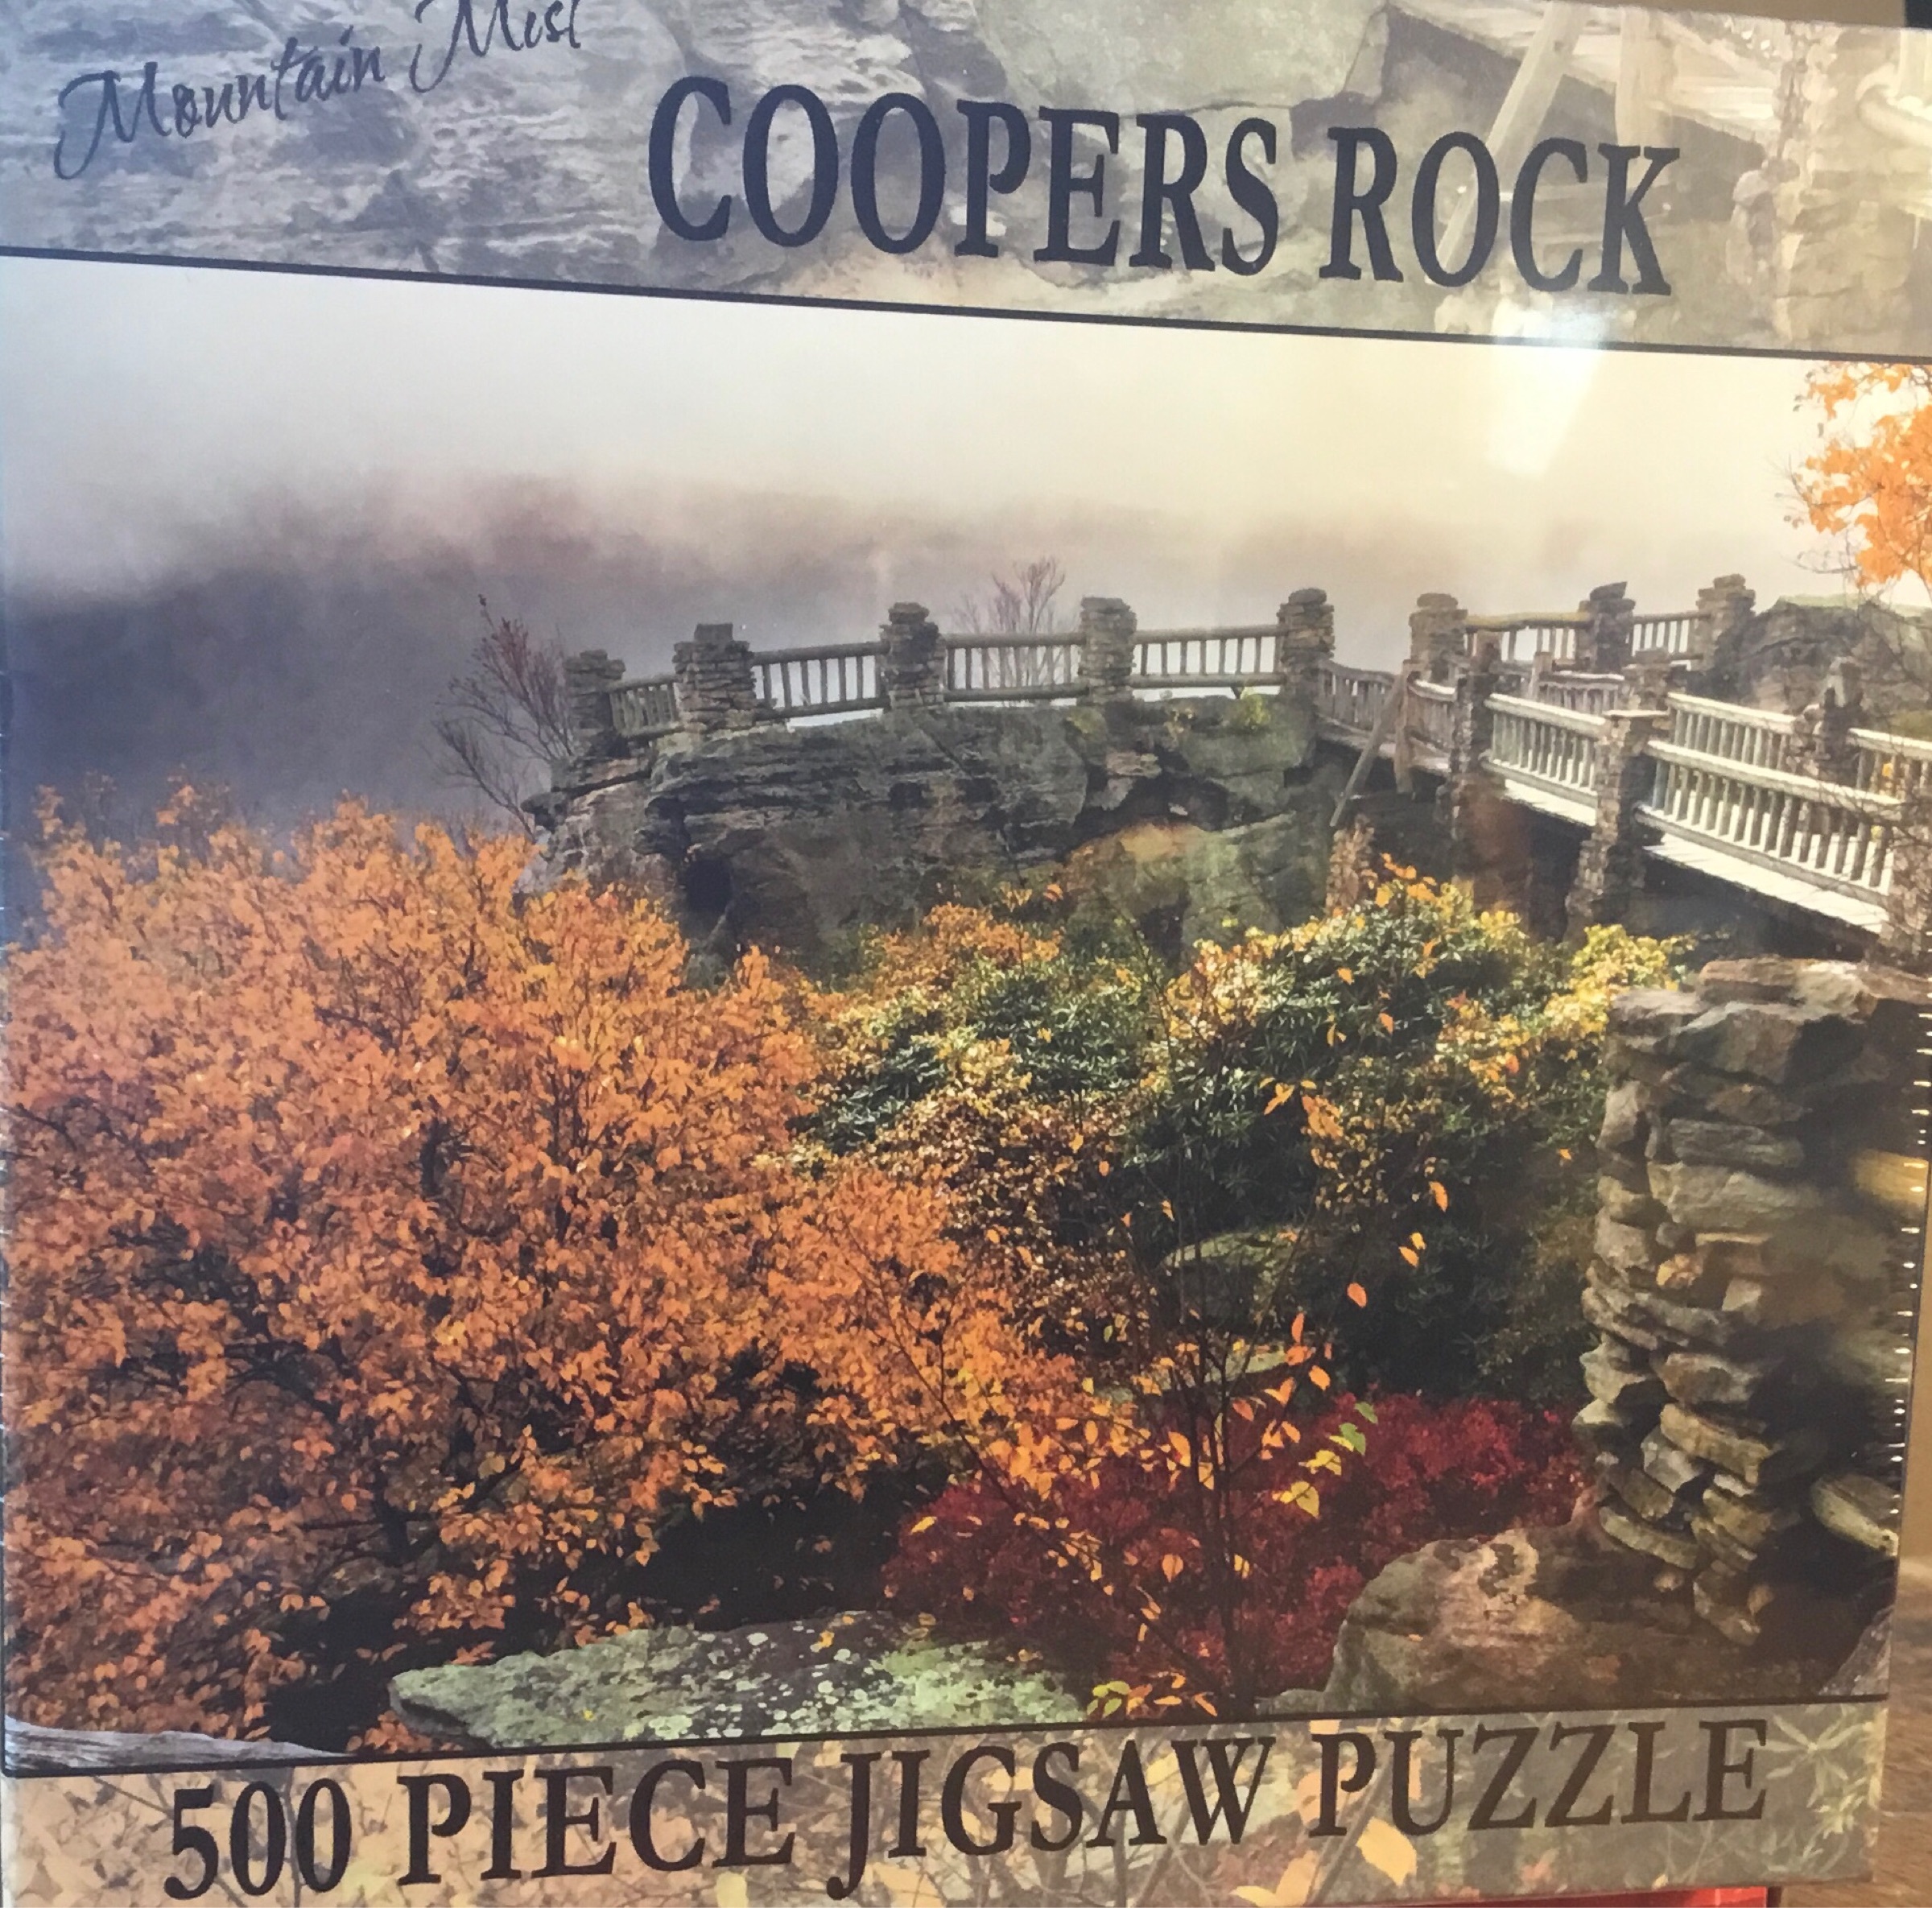 Mountain Mist
COOPERS ROCK
500 PIECE JIGSAW PUZZLE